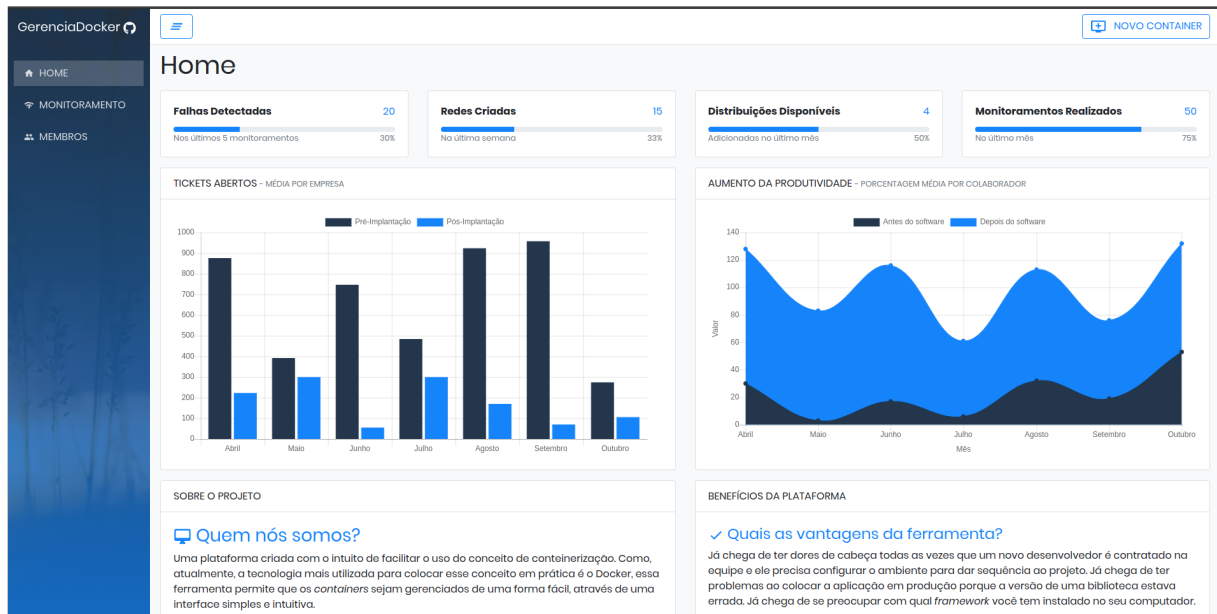 GerenciaDocker
NOVO CONTAINER
HOME
MONITORAMENTO
MEMBROS
Home
Falhas Detectadas 20
Nos últimos 5 monitoramentos 30%
Redes Criadas 15
Na última semana 33%
Distribuições Disponíveis 4
Adicionadas no último mês 50%
Monitoramentos Realizados 50
No último mês 75%
TICKETS ABERTOS - MÉDIA POR EMPRESA
Pré-Implantação Pós-Implantação
1000
900
800
700
600
500
400
300
200
100
0
Abril Maio Junho Julho Agosto Setembro Outubro
AUMENTO DA PRODUTIVIDADE - PORCENTAGEM MÉDIA POR COLABORADOR
Antes do software Depois do software
140
120
100
80
60
40
20
0
Valor
Abril Maio Junho Julho Agosto Setembro Outubro
Mês
SOBRE O PROJETO
Quem nós somos?
Uma plataforma criada com o intuito de facilitar o uso do conceito de conteinerização. Como,
atualmente, a tecnologia mais utilizada para colocar esse conceito em prática é o Docker, essa
ferramenta permite que os containers sejam gerenciados de uma forma fácil, através de uma
interface simples e intuitiva.
BENEFÍCIOS DA PLATAFORMA
Quais as vantagens da ferramenta?
Já chega de ter dores de cabeça todas as vezes que um novo desenvolvedor é contratado na
equipe e ele precisa configurar o ambiente para dar sequência ao projeto. Já chega de ter
problemas ao colocar a aplicação em produção porque a versão de uma biblioteca estava
errada. Já chega de se preocupar com qual framework você tem instalado no seu computador.